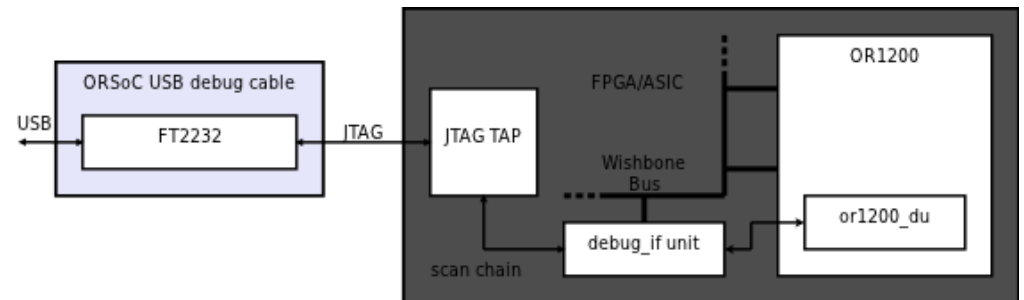 ORSoC USB debug cable
USB
FT2232
JTAG
JTAG TAP
FPGA/ASIC
OR1200
Wishbone
Bus
or1200_du
debug_if unit
scan chain